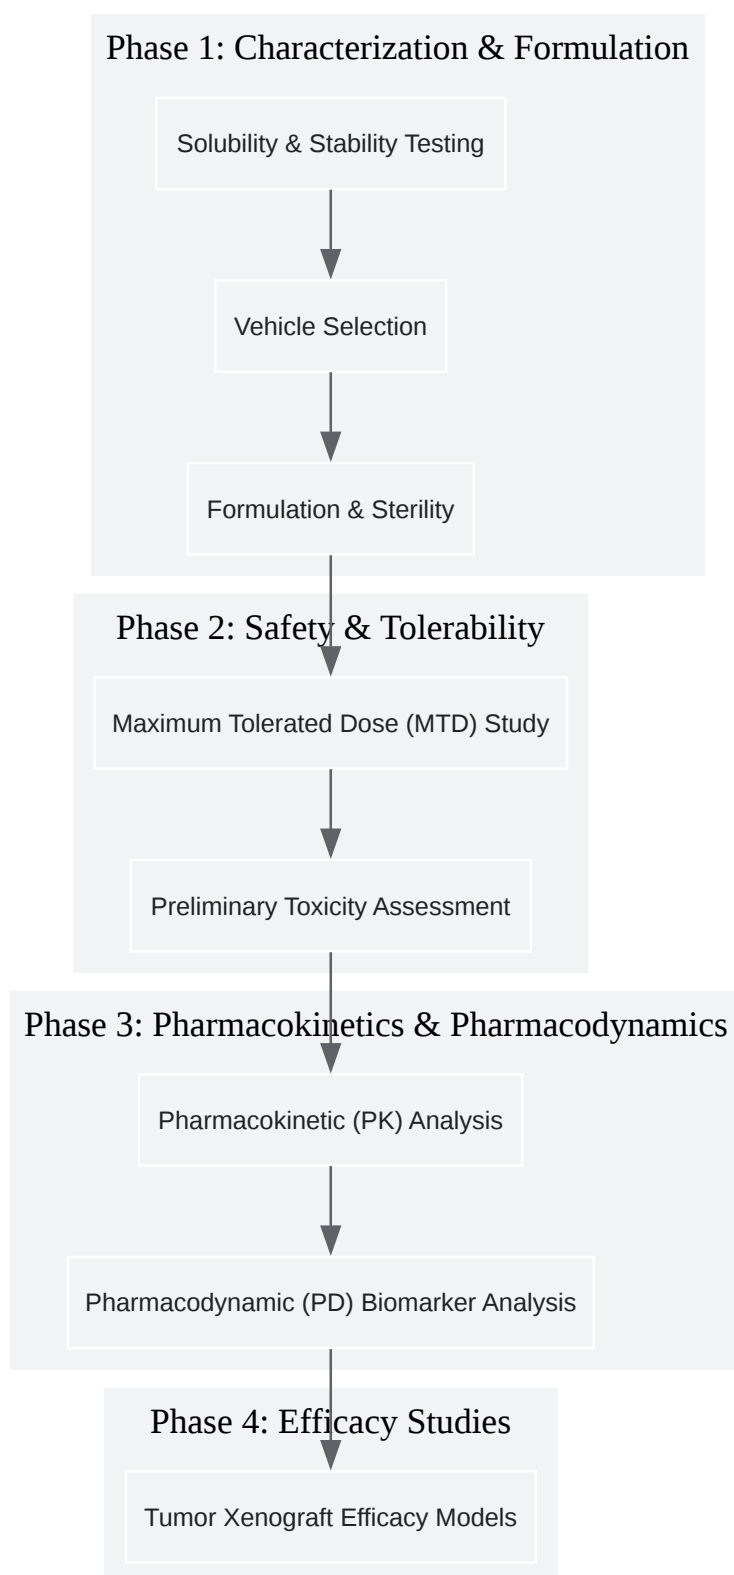 Phase 1: Characterization & Formulation
Solubility & Stability Testing
Vehicle Selection
Formulation & Sterility
Phase 2: Safety & Tolerability
Maximum Tolerated Dose (MTD) Study
Preliminary Toxicity Assessment
Phase 3: Pharmacokinetics & Pharmacodynamics
Pharmacokinetic (PK) Analysis
Pharmacodynamic (PD) Biomarker Analysis
Phase 4: Efficacy Studies
Tumor Xenograft Efficacy Models